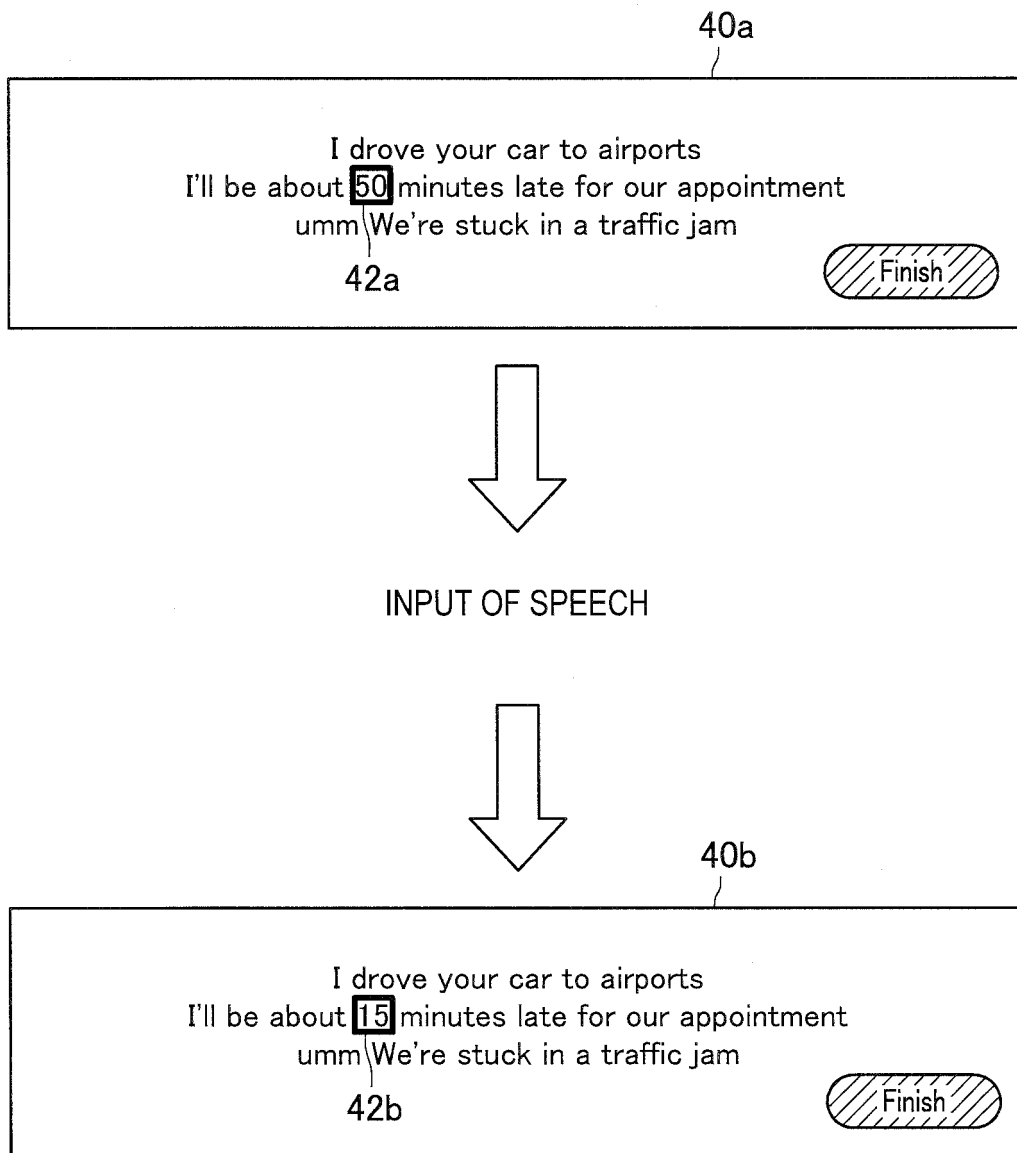 40a
I drove your car to airports
I'll be about 50 minutes late for our appointment
umm We're stuck in a traffic jam
42a
Finish
INPUT OF SPEECH
40b
I drove your car to airports
I'll be about 15 minutes late for our appointment
umm We're stuck in a traffic jam
42b
Finish